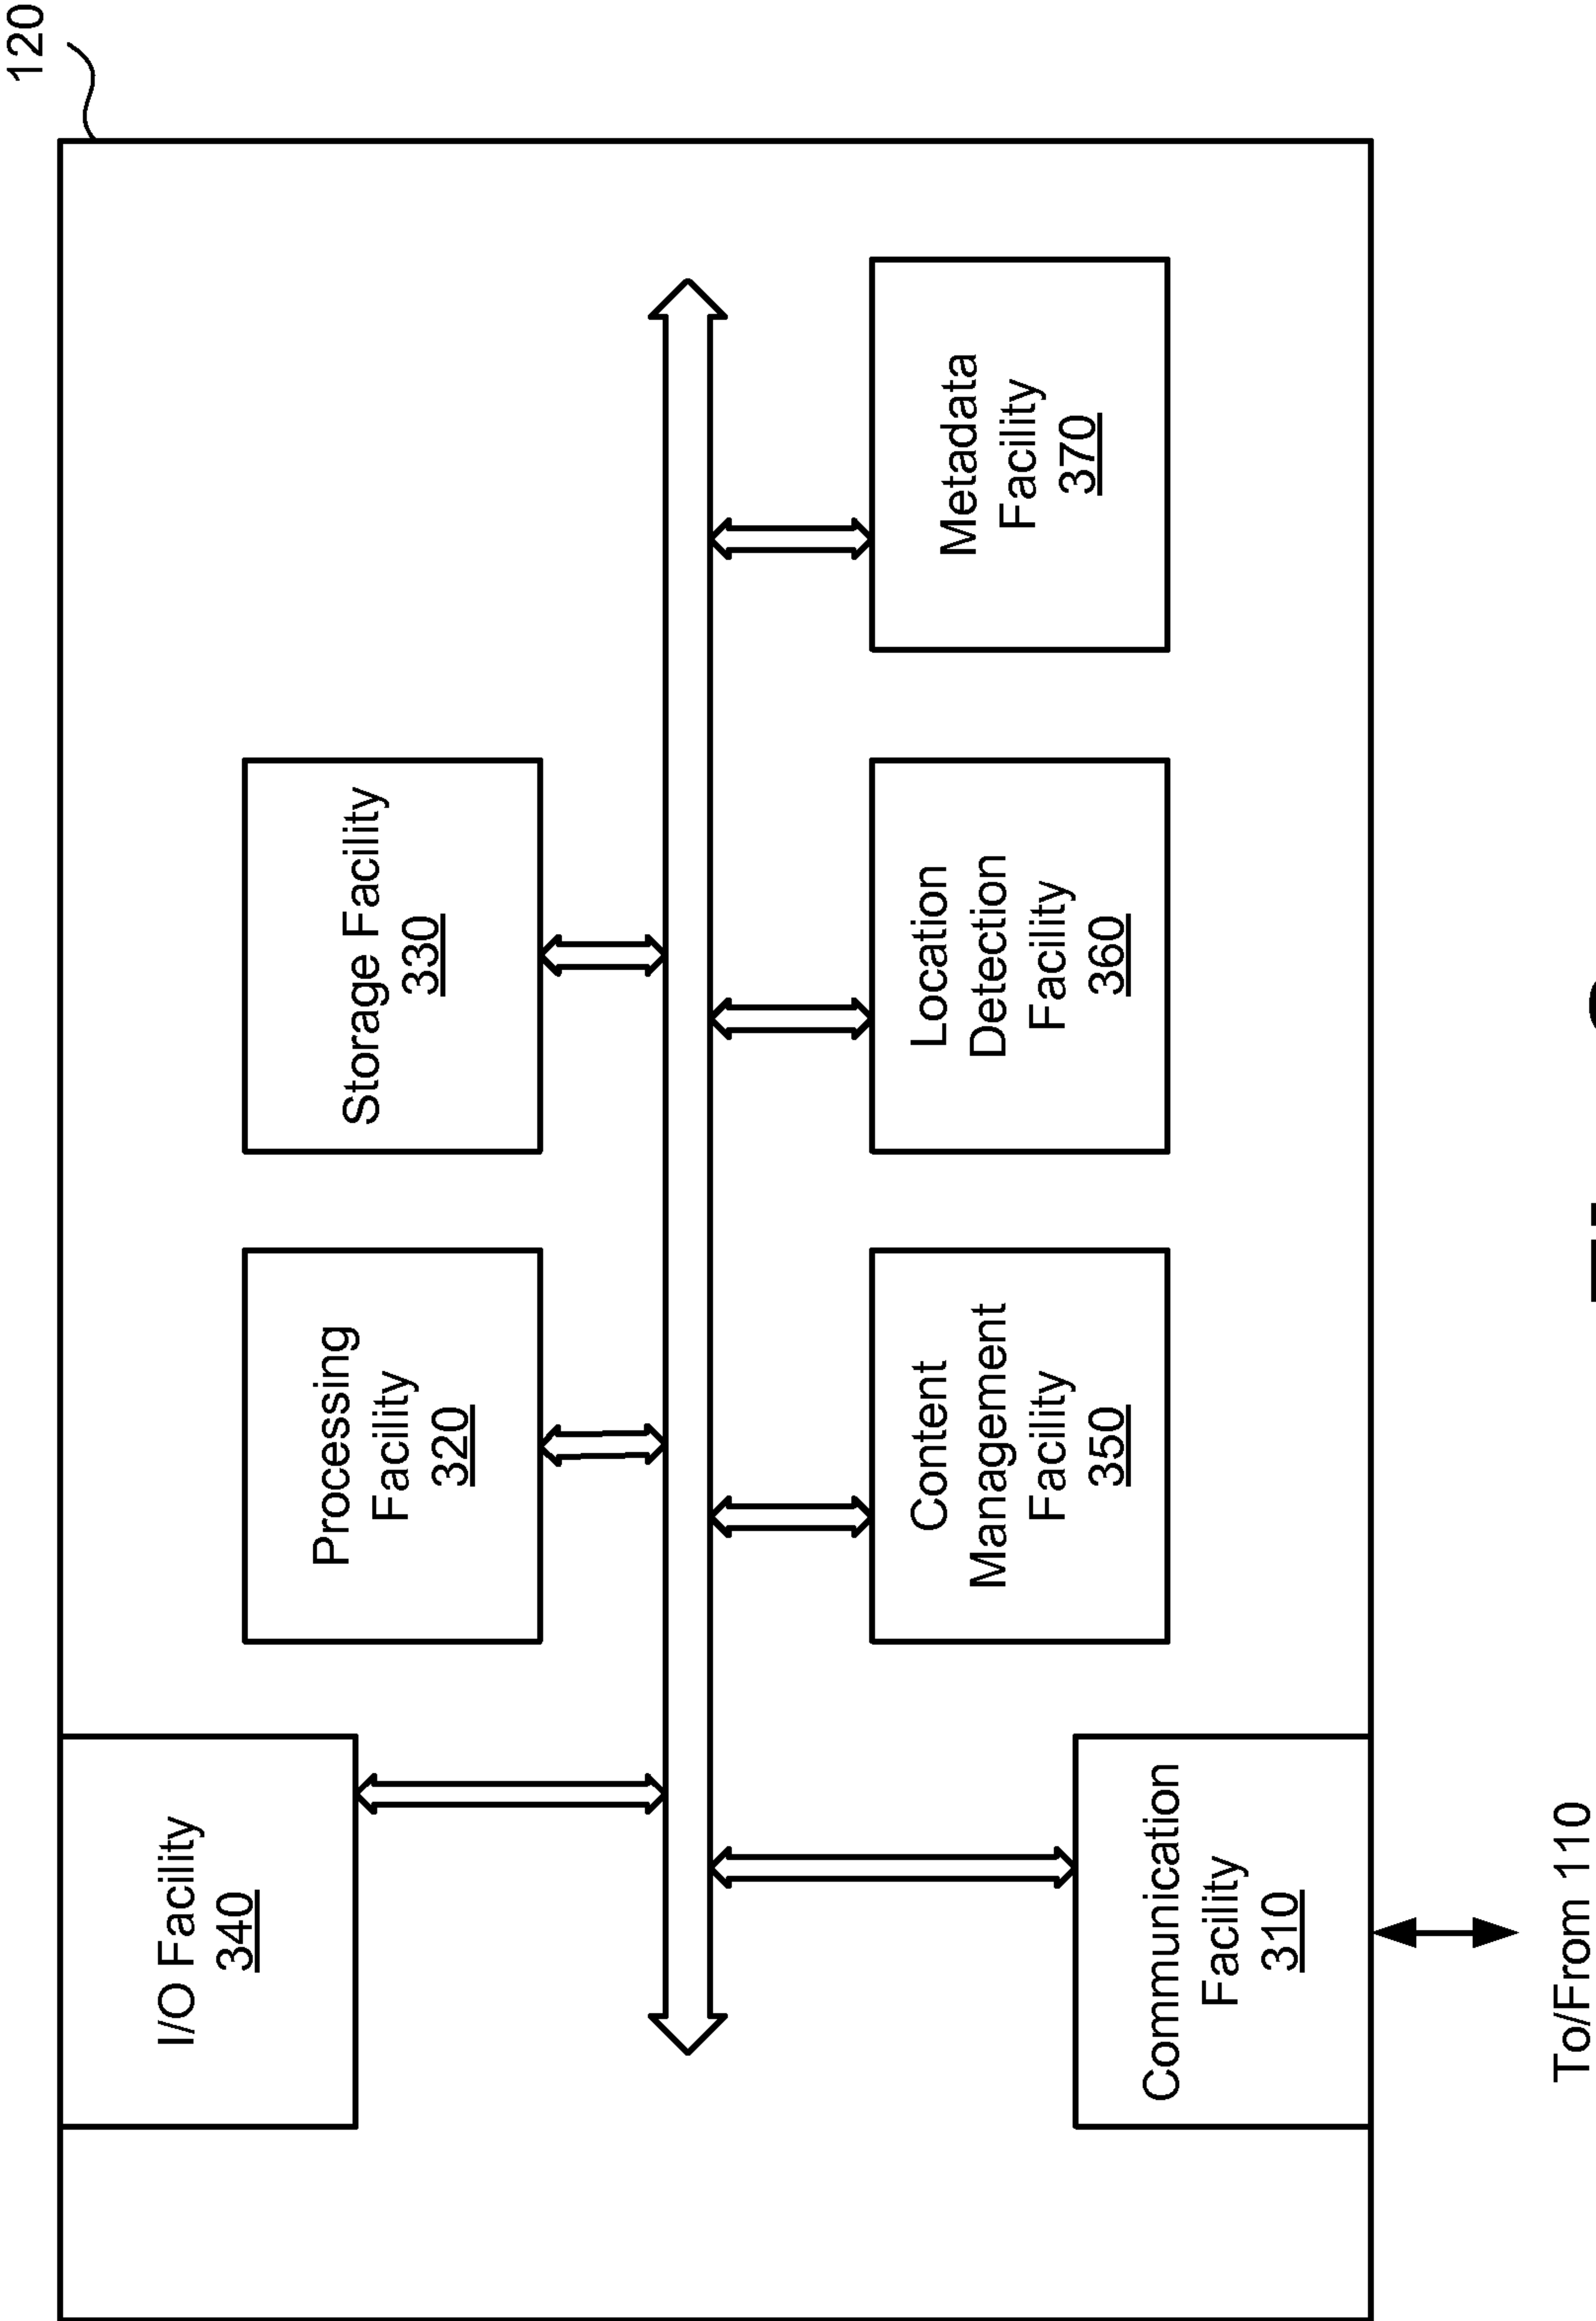 120
I/O Facility
340
Processing
Facility
320
Storage Facility
330
Content
Management
Facility
350
Location
Detection
Facility
360
Metadata
Facility
370
Communication
Facility
310
To/From 110